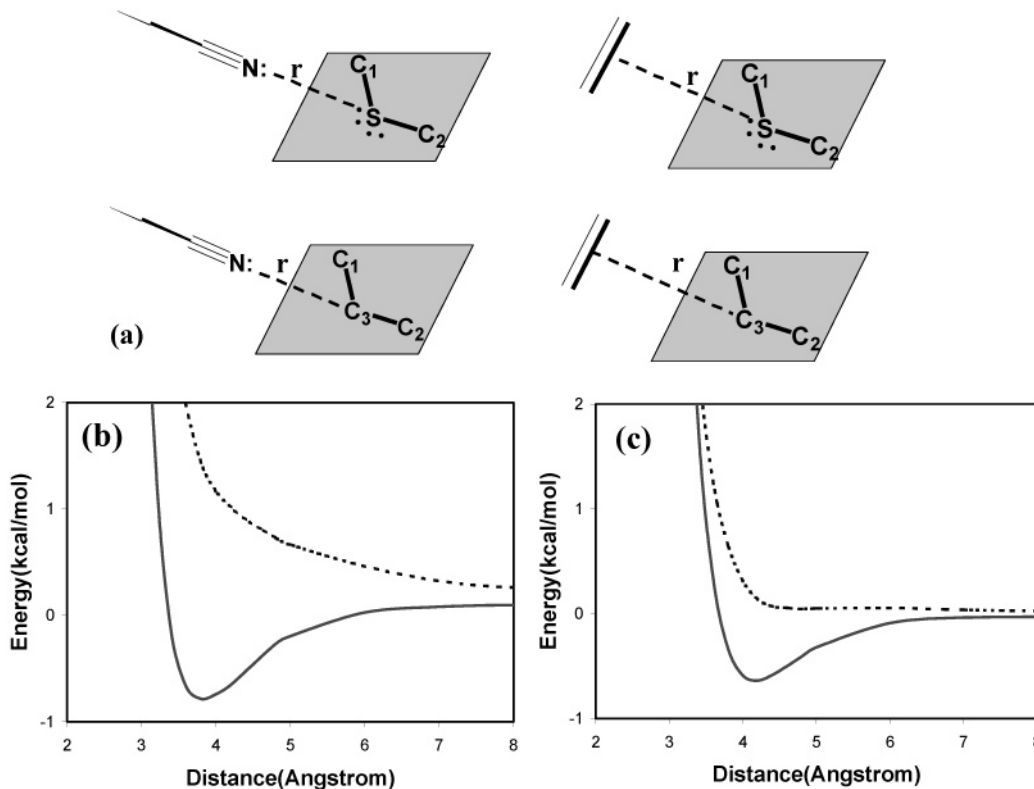 N: r C₁ S C₂
r C₁ S C₂
N: r C₁ C₃ C₂
r C₁ C₃ C₂
(a)
(b)
2
1
0
-1
Energy(kcal/mol)
2 3 4 5 6 7 8
Distance(Angstrom)
(c)
2
1
0
-1
Energy(kcal/mol)
2 3 4 5 6 7 8
Distance(Angstrom)